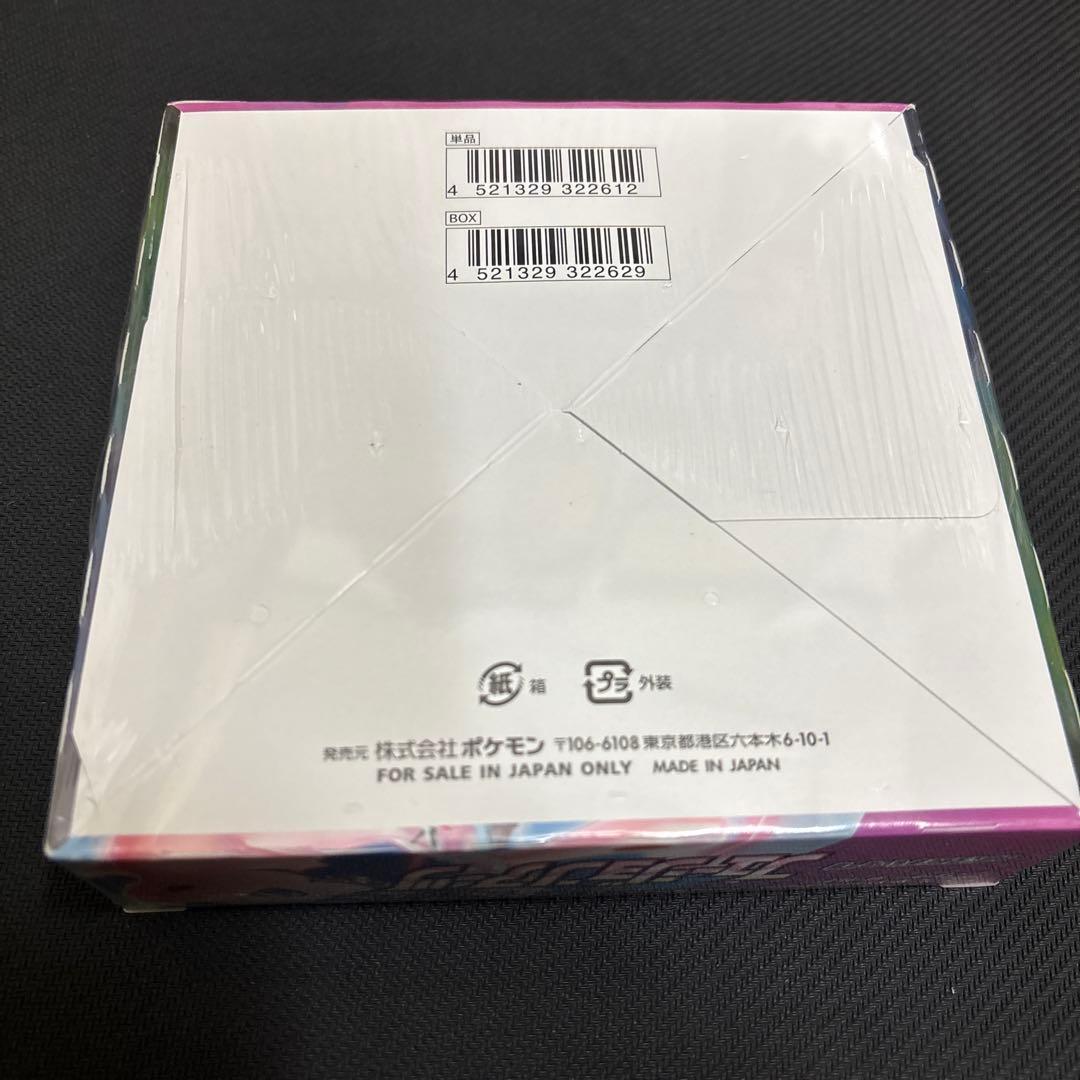 単品
4 521329 322612
BOX
4 521329 322629
紙 箱 プラ 外装
発売元 株式会社ポケモン 〒106-6108 東京都港区六本木6-10-1
FOR SALE IN JAPAN ONLY MADE IN JAPAN